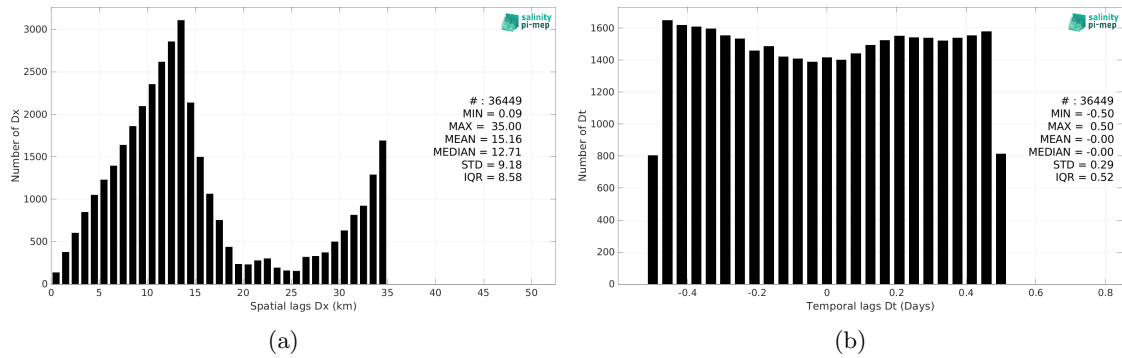 salinity
pi-mep
3000
2500
2000
1500
1000
500
0
Number of Dx
# : 36449
MIN = 0.09
MAX = 35.00
MEAN = 15.16
MEDIAN = 12.71
STD = 9.18
IQR = 8.58
0 5 10 15 20 25 30 35 40 45 50
Spatial lags Dx (km)
(a)
salinity
pi-mep
1600
1400
1200
1000
800
600
400
200
0
Number of Dt
# : 36449
MIN = -0.50
MAX = 0.50
MEAN = -0.00
MEDIAN = -0.00
STD = 0.29
IQR = 0.52
-0.4 -0.2 0 0.2 0.4 0.6 0.8
Temporal lags Dt (Days)
(b)